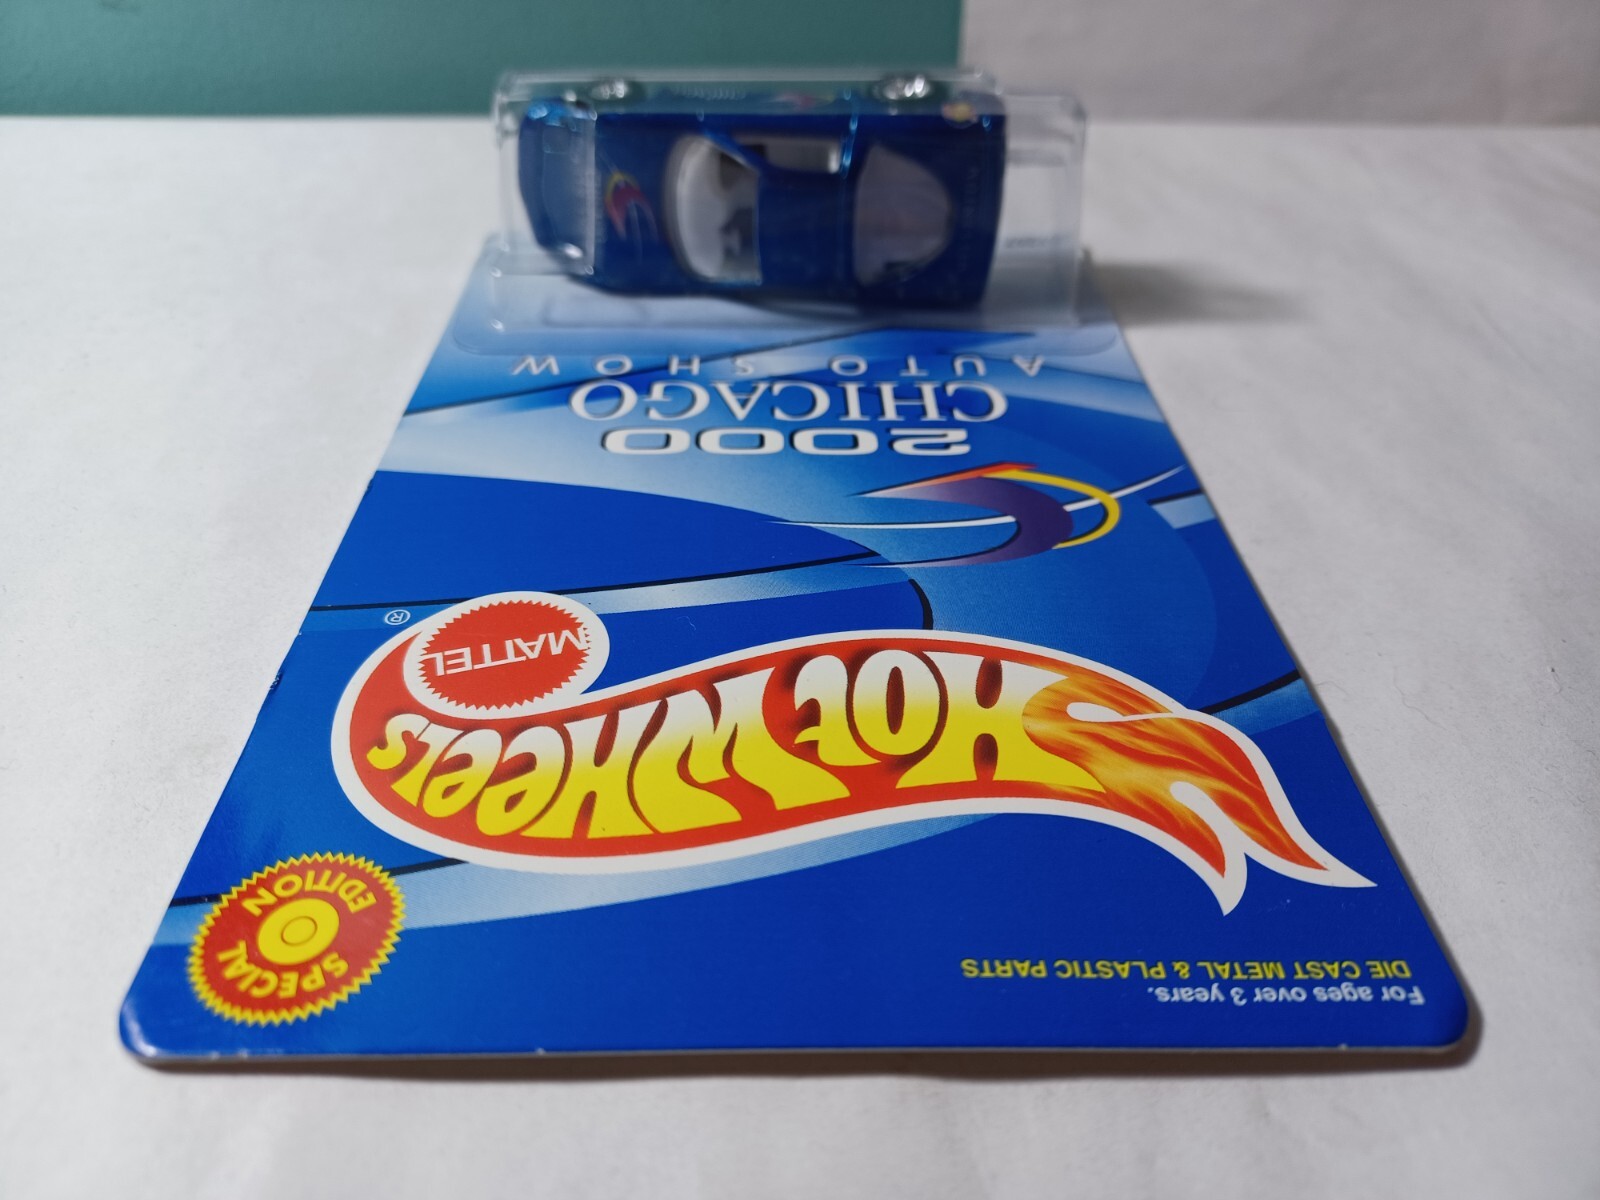 For ages over 3 years.
DIE CAST METAL & PLASTIC PARTS
SPECIAL
EDITION
HOT WHEELS
MATTEL
®
2000
CHICAGO
AUTO SHOW